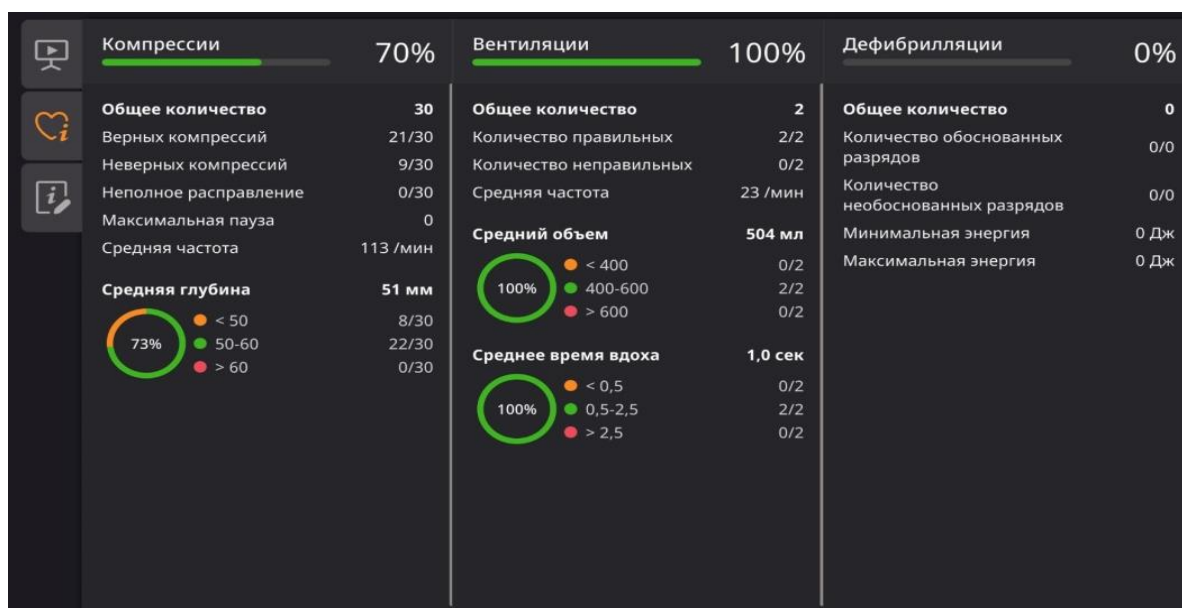 Компрессии 70%
Общее количество 30
Верных компрессий 21/30
Неверных компрессий 9/30
Неполное расправление 0/30
Максимальная пауза 0
Средняя частота 113 /мин
Средняя глубина 51 мм
73%
< 50 8/30
50-60 22/30
> 60 0/30
Вентиляции 100%
Общее количество 2
Количество правильных 2/2
Количество неправильных 0/2
Средняя частота 23 /мин
Средний объем 504 мл
100%
< 400 0/2
400-600 2/2
> 600 0/2
Среднее время вдоха 1,0 сек
100%
< 0,5 0/2
0,5-2,5 2/2
> 2,5 0/2
Дефибрилляции 0%
Общее количество 0
Количество обоснованных
разрядов 0/0
Количество
необоснованных разрядов 0/0
Минимальная энергия 0 Дж
Максимальная энергия 0 Дж